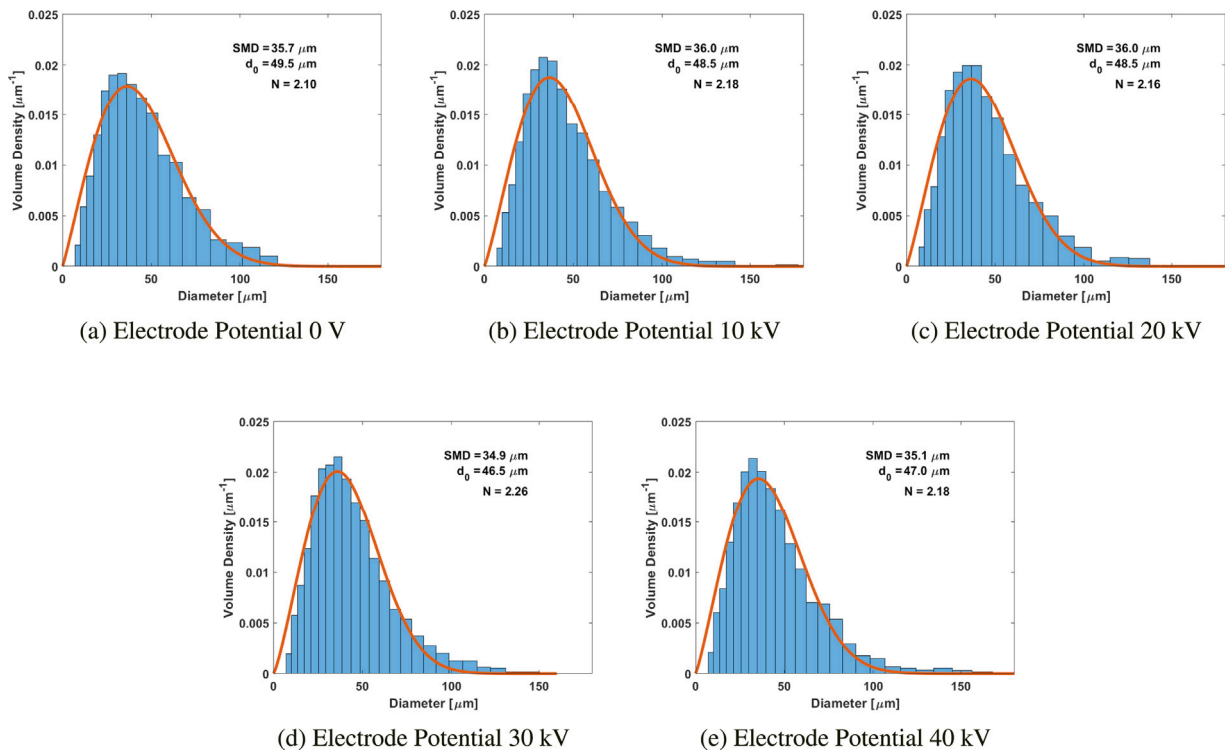 0.025
0.02
0.015
0.01
0.005
0
Volume Density [μm⁻¹]
SMD = 35.7 μm
d₀ = 49.5 μm
N = 2.10
0 50 100 150
Diameter [μm]
(a) Electrode Potential 0 V
0.025
0.02
0.015
0.01
0.005
0
Volume Density [μm⁻¹]
SMD = 36.0 μm
d₀ = 48.5 μm
N = 2.18
0 50 100 150
Diameter [μm]
(b) Electrode Potential 10 kV
0.025
0.02
0.015
0.01
0.005
0
Volume Density [μm⁻¹]
SMD = 36.0 μm
d₀ = 48.5 μm
N = 2.16
0 50 100 150
Diameter [μm]
(c) Electrode Potential 20 kV
0.025
0.02
0.015
0.01
0.005
0
Volume Density [μm⁻¹]
SMD = 34.9 μm
d₀ = 46.5 μm
N = 2.26
0 50 100 150
Diameter [μm]
(d) Electrode Potential 30 kV
0.025
0.02
0.015
0.01
0.005
0
Volume Density [μm⁻¹]
SMD = 35.1 μm
d₀ = 47.0 μm
N = 2.18
0 50 100 150
Diameter [μm]
(e) Electrode Potential 40 kV